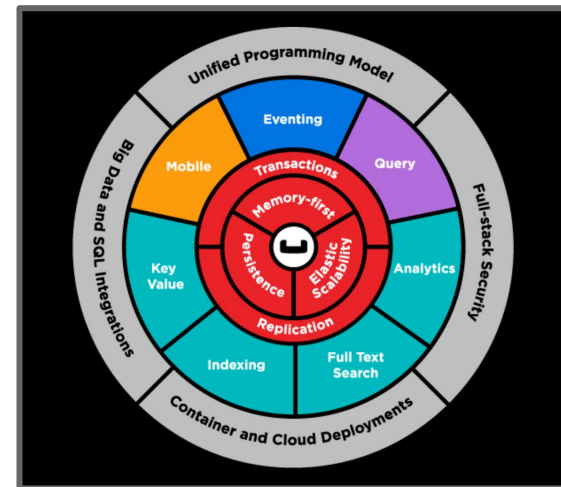 Unified Programming Model
Eventing
Mobile
Query
Transactions
Memory-first
Big Data and SQL Integrations
Full-stack Security
Persistence
Elastic
Scalability
Key
Value
Analytics
Replication
Indexing
Full Text
Search
Container and Cloud Deployments